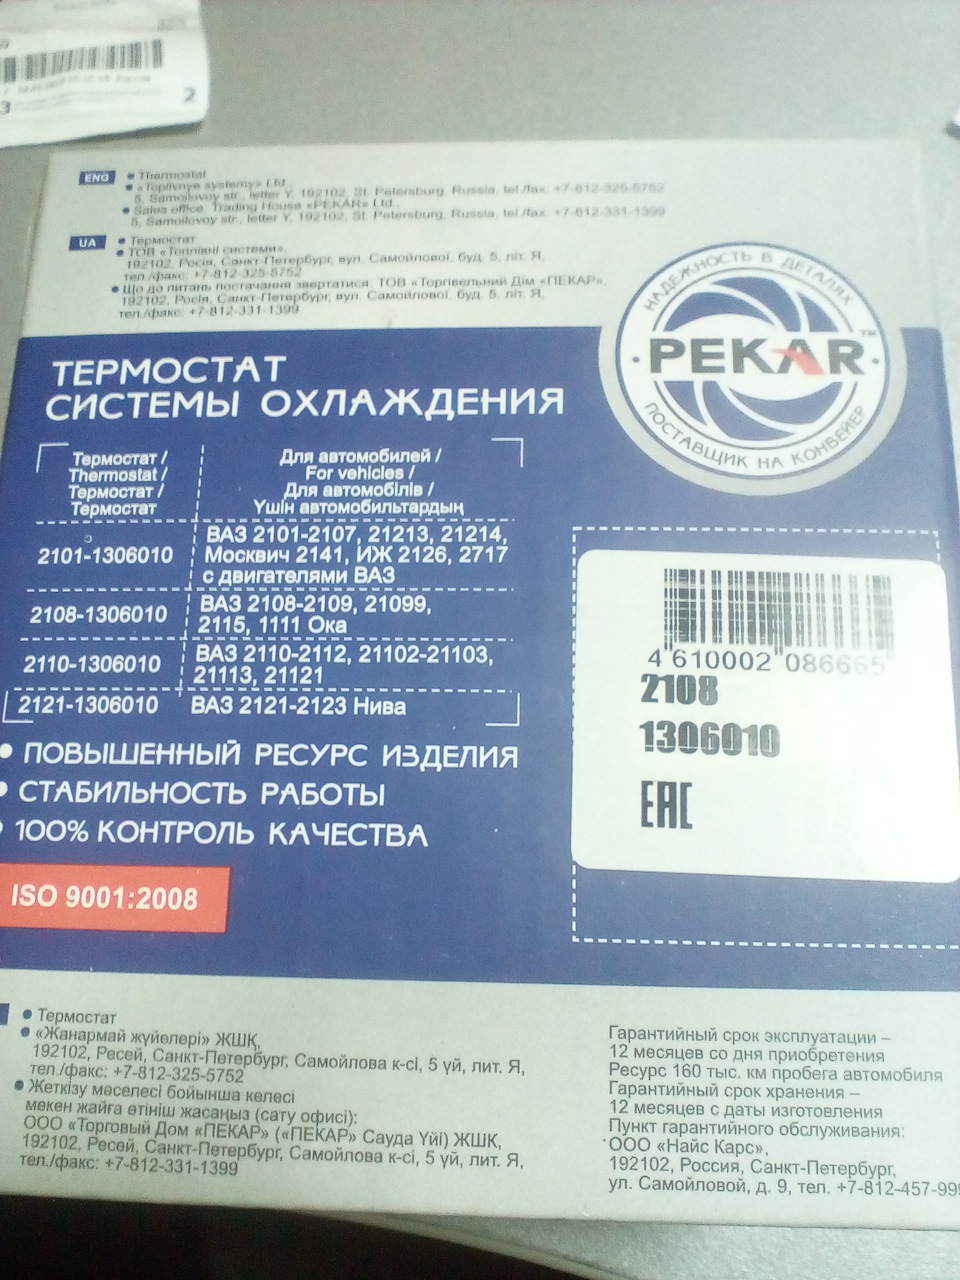 2
3
ENG
• Thermostat
• «Toplivnye systemy» Ltd.,
5, Samoilovoy str., letter Y, 192102, St. Petersburg, Russia, tel./fax: +7-812-325-5752
• Sales office: Trading House «PEKAR» Ltd.,
5, Samoilovoy str., letter Y, 192102, St. Petersburg, Russia, tel./fax: +7-812-331-1399
UA
• Термостат
• ТОВ «Топлівні системи»,
192102, Росія, Санкт-Петербург, вул. Самойлової, буд. 5, літ. Я,
тел./факс: +7-812-325-5752
• Що до питань постачання звертатися: ТОВ «Торгівельний Дім «ПЕКАР»,
192102, Росія, Санкт-Петербург, вул. Самойлової, буд. 5, літ. Я,
тел./факс: +7-812-331-1399
НАДЕЖНОСТЬ В ДЕТАЛЯХ
PEKAR™
ПОСТАВЩИК НА КОНВЕЙЕР
ТЕРМОСТАТ
СИСТЕМЫ ОХЛАЖДЕНИЯ
Термостат /
Thermostat /
Термостат /
Термостат
Для автомобилей /
For vehicles /
Для автомобілів /
Үшін автомобильтардың
2101-1306010
ВАЗ 2101-2107, 21213, 21214,
Москвич 2141, ИЖ 2126, 2717
с двигателями ВАЗ
2108-1306010
ВАЗ 2108-2109, 21099,
2115, 1111 Ока
2110-1306010
ВАЗ 2110-2112, 21102-21103,
21113, 21121
2121-1306010
ВАЗ 2121-2123 Нива
• ПОВЫШЕННЫЙ РЕСУРС ИЗДЕЛИЯ
• СТАБИЛЬНОСТЬ РАБОТЫ
• 100% КОНТРОЛЬ КАЧЕСТВА
ISO 9001:2008
4 610002 086665
2108
1306010
EAC
• Термостат
• «Жанармай жүйөлөрі» ЖШҚ,
192102, Ресей, Санкт-Петербург, Самойлова к-сі, 5 үй, лит. Я,
тел./факс: +7-812-325-5752
• Жеткізу мәселесі бойынша келесі
мекен жайға өтініш жасаңыз (сату офисі):
ООО «Торговый Дом «ПЕКАР» («ПЕКАР» Сауда Үйі) ЖШҚ,
192102, Ресей, Санкт-Петербург, Самойлова к-сі, 5 үй, лит. Я,
тел./факс: +7-812-331-1399
Гарантийный срок эксплуатации –
12 месяцев со дня приобретения
Ресурс 160 тыс. км пробега автомобиля
Гарантийный срок хранения –
12 месяцев с даты изготовления
Пункт гарантийного обслуживания:
ООО «Найс Карс»,
192102, Россия, Санкт-Петербург,
ул. Самойловой, д. 9, тел. +7-812-457-999